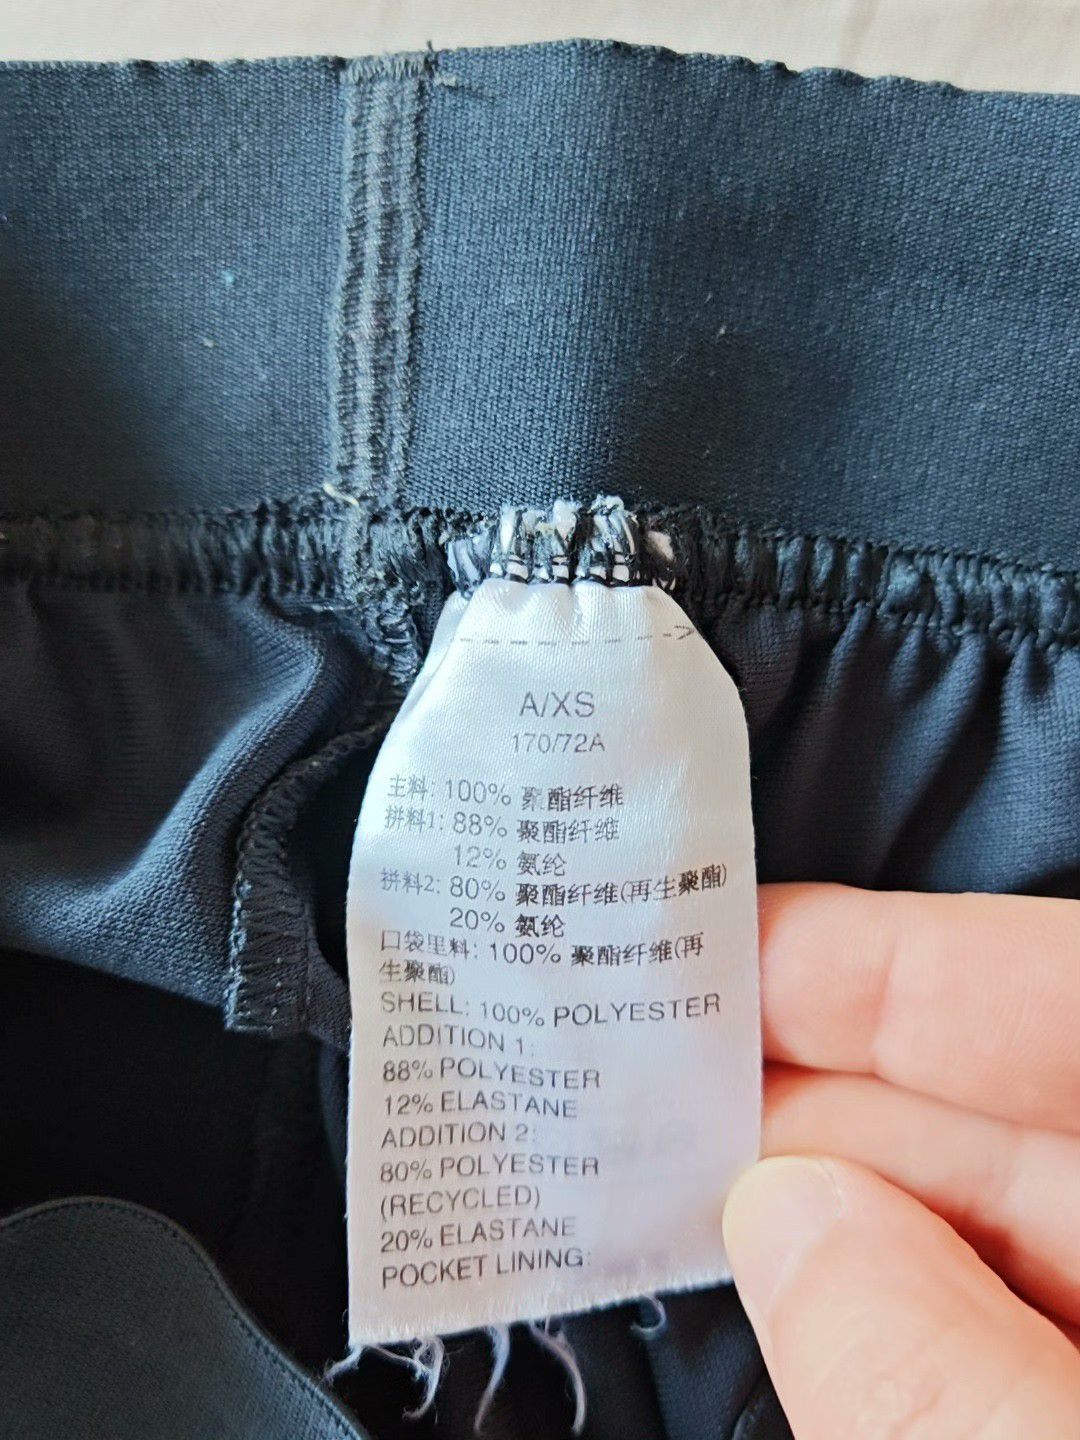 A/XS
170/72A
主料: 100% 聚酯纤维
拼料1: 88% 聚酯纤维
12% 氨纶
拼料2: 80% 聚酯纤维(再生聚酯)
20% 氨纶
口袋里料: 100% 聚酯纤维(再
生聚酯)
SHELL: 100% POLYESTER
ADDITION 1:
88% POLYESTER
12% ELASTANE
ADDITION 2:
80% POLYESTER
(RECYCLED)
20% ELASTANE
POCKET LINING: